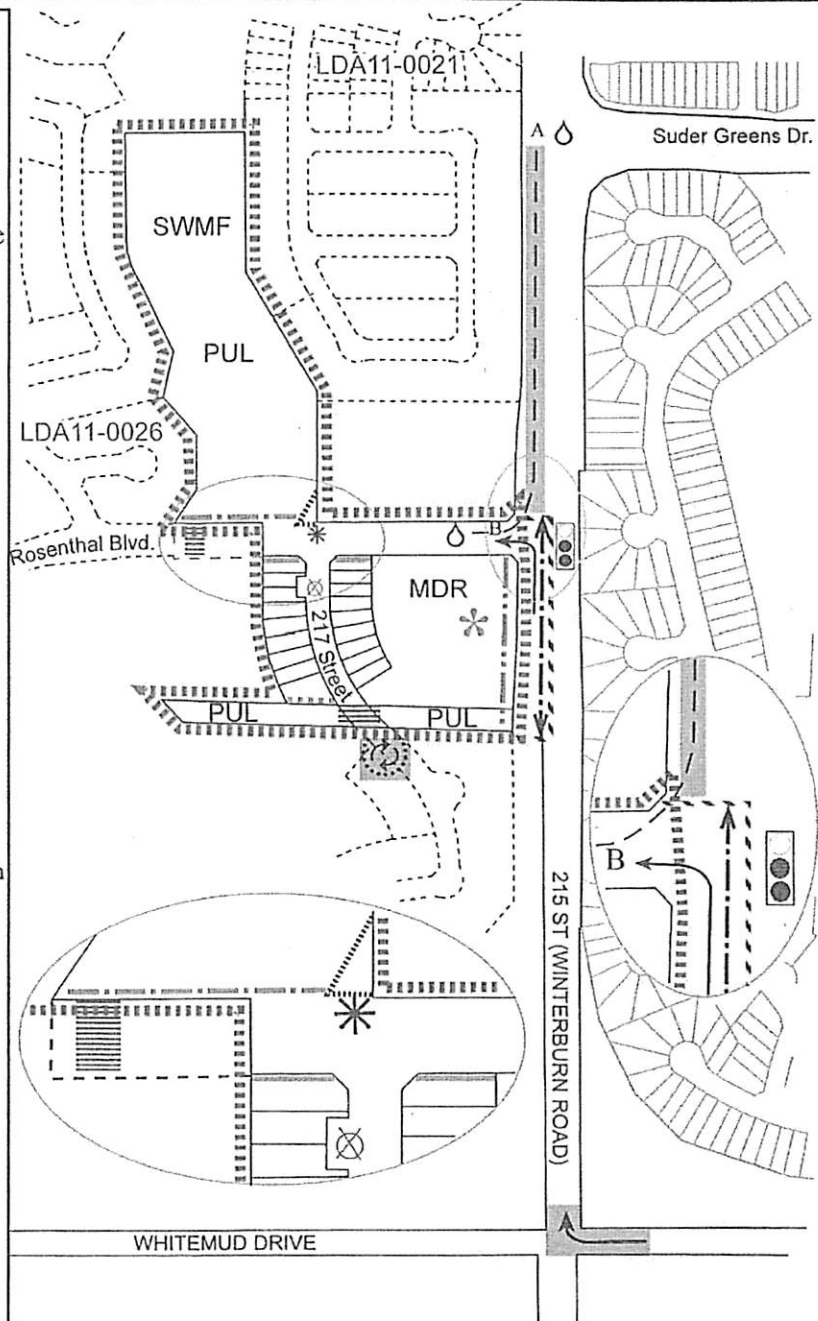 LDA11-0021
A
Suder Greens Dr.
SWMF
PUL
LDA11-0026
Rosenthal Blvd.
B
MDR
217 Street
PUL
PUL
B
215 ST (WINTERBURN ROAD)
WHITEMUD DRIVE